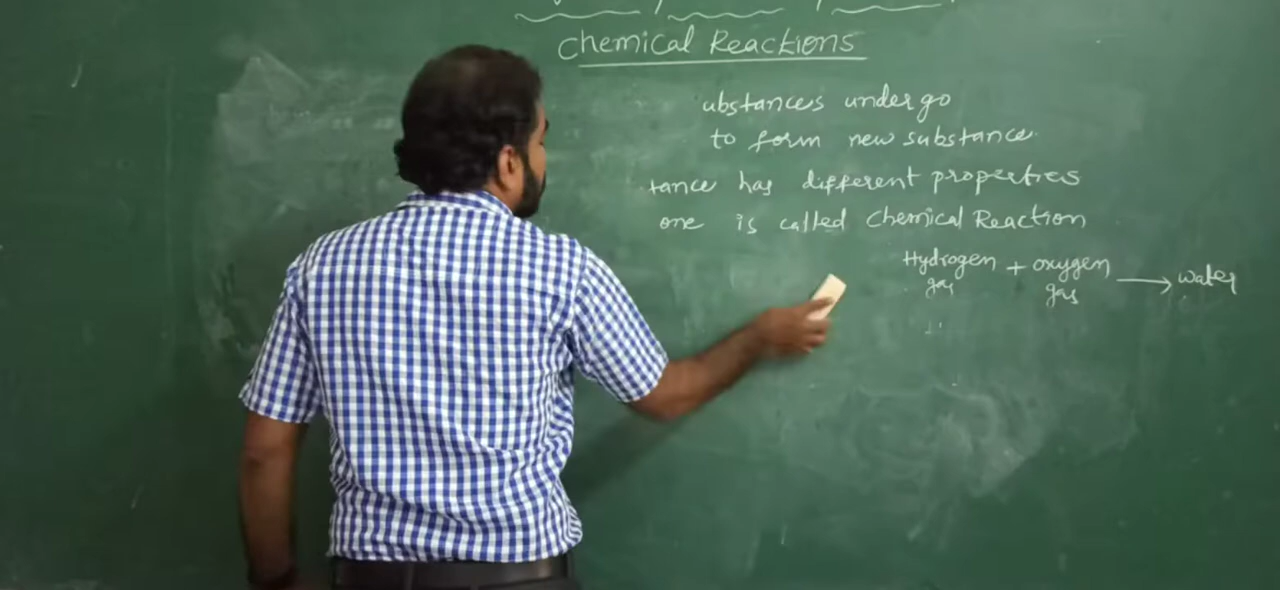 Chemical Reactions
ubstances undergo
to form new substance
tance has different properties
one is called Chemical Reaction
Hydrogen gas + oxygen gas → water